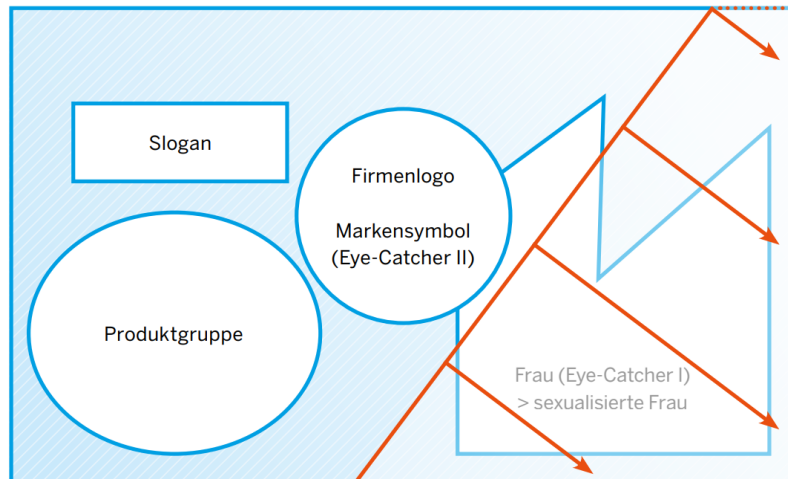 Slogan
Firmenlogo
Markensymbol
(Eye-Catcher II)
Produktgruppe
Frau (Eye-Catcher I)
> sexualisierte Frau